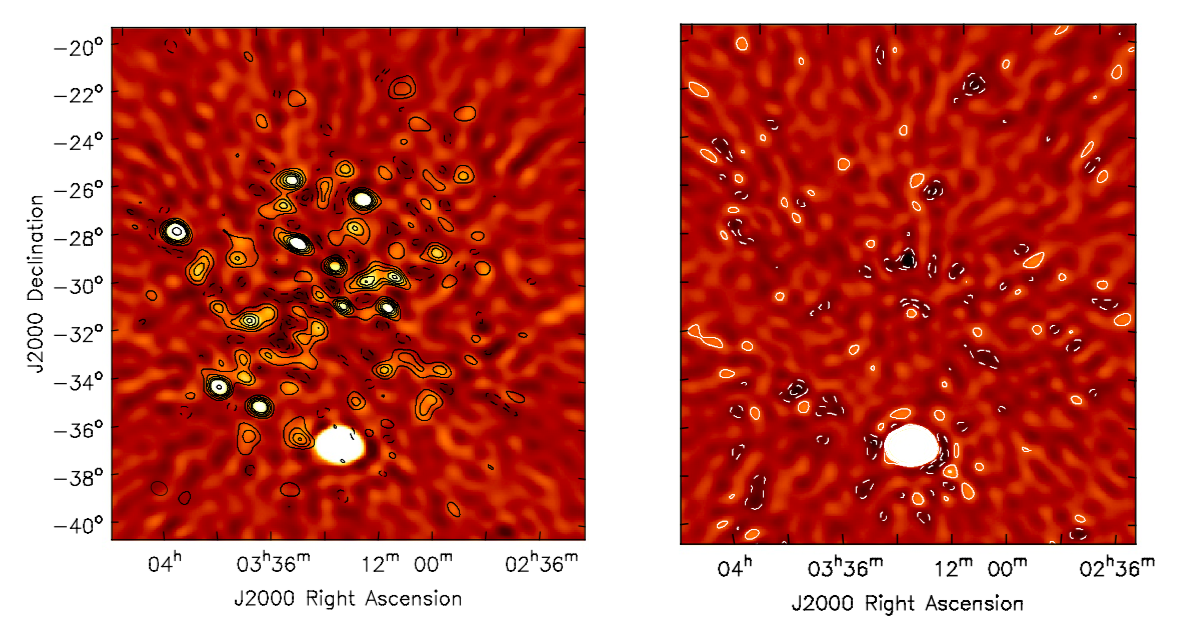 −20°
−22°
−24°
−26°
−28°
−30°
−32°
−34°
−36°
−38°
−40°
J2000 Declination
04ʰ 03ʰ36ᵐ 12ᵐ 00ᵐ 02ʰ36ᵐ
J2000 Right Ascension
04ʰ 03ʰ36ᵐ 12ᵐ 00ᵐ 02ʰ36ᵐ
J2000 Right Ascension